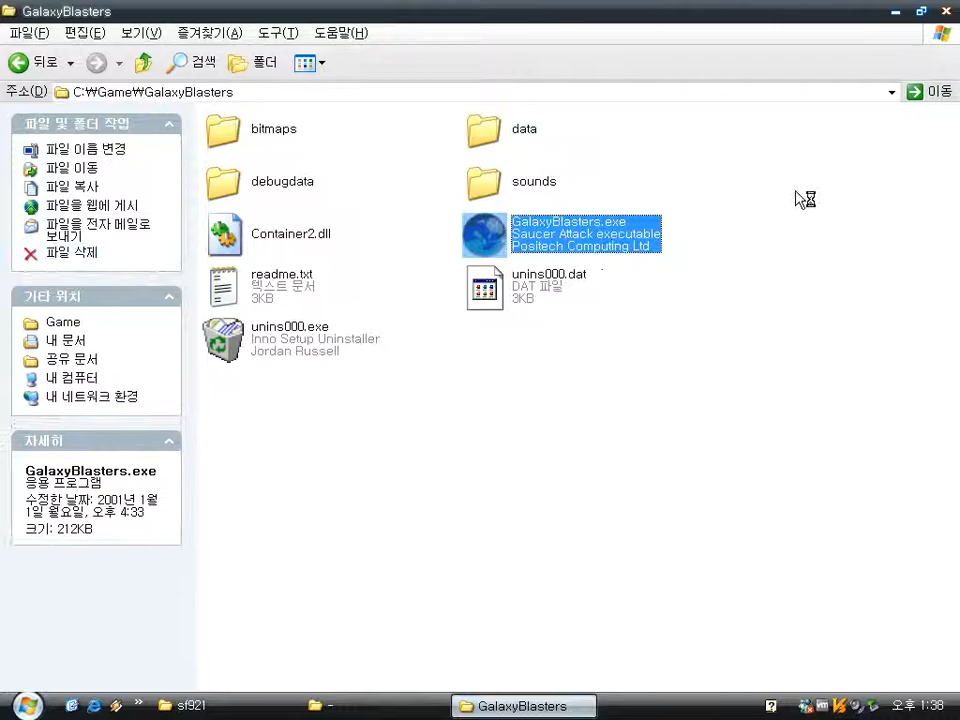 GalaxyBlasters
파일(F) 편집(E) 보기(V) 즐겨찾기(A) 도구(T) 도움말(H)
뒤로 검색 폴더
주소(D) C:\Game\GalaxyBlasters 이동
파일 및 폴더 작업
파일 이름 변경
파일 이동
파일 복사
파일을 웹에 게시
파일을 전자 메일로
보내기
파일 삭제
기타 위치
Game
내 문서
공유 문서
내 컴퓨터
내 네트워크 환경
자세히
GalaxyBlasters.exe
응용 프로그램
수정한 날짜: 2001년 1월
1일 월요일, 오후 4:33
크기: 212KB
bitmaps
data
debugdata
sounds
Container2.dll
GalaxyBlasters.exe
Saucer Attack executable
Positech Computing Ltd
readme.txt
텍스트 문서
3KB
unins000.dat
DAT 파일
3KB
unins000.exe
Inno Setup Uninstaller
Jordan Russell
sf921
-
GalaxyBlasters
오후 1:38